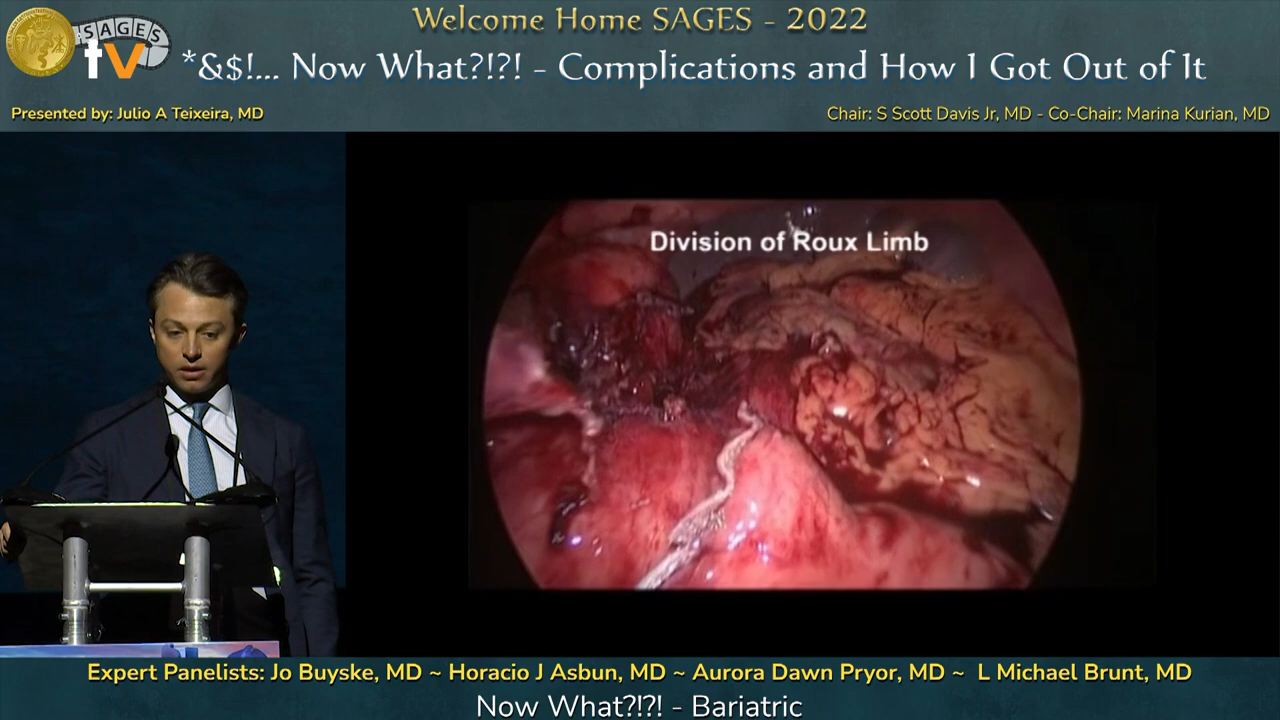 Welcome Home SAGES - 2022
SAGES
tv
*&$!... Now What?!?! - Complications and How I Got Out of It
Presented by: Julio A Teixeira, MD
Chair: S Scott Davis Jr, MD - Co-Chair: Marina Kurian, MD
Division of Roux Limb
Expert Panelists: Jo Buyske, MD ~ Horacio J Asbun, MD ~ Aurora Dawn Pryor, MD ~ L Michael Brunt, MD
Now What?!?! - Bariatric